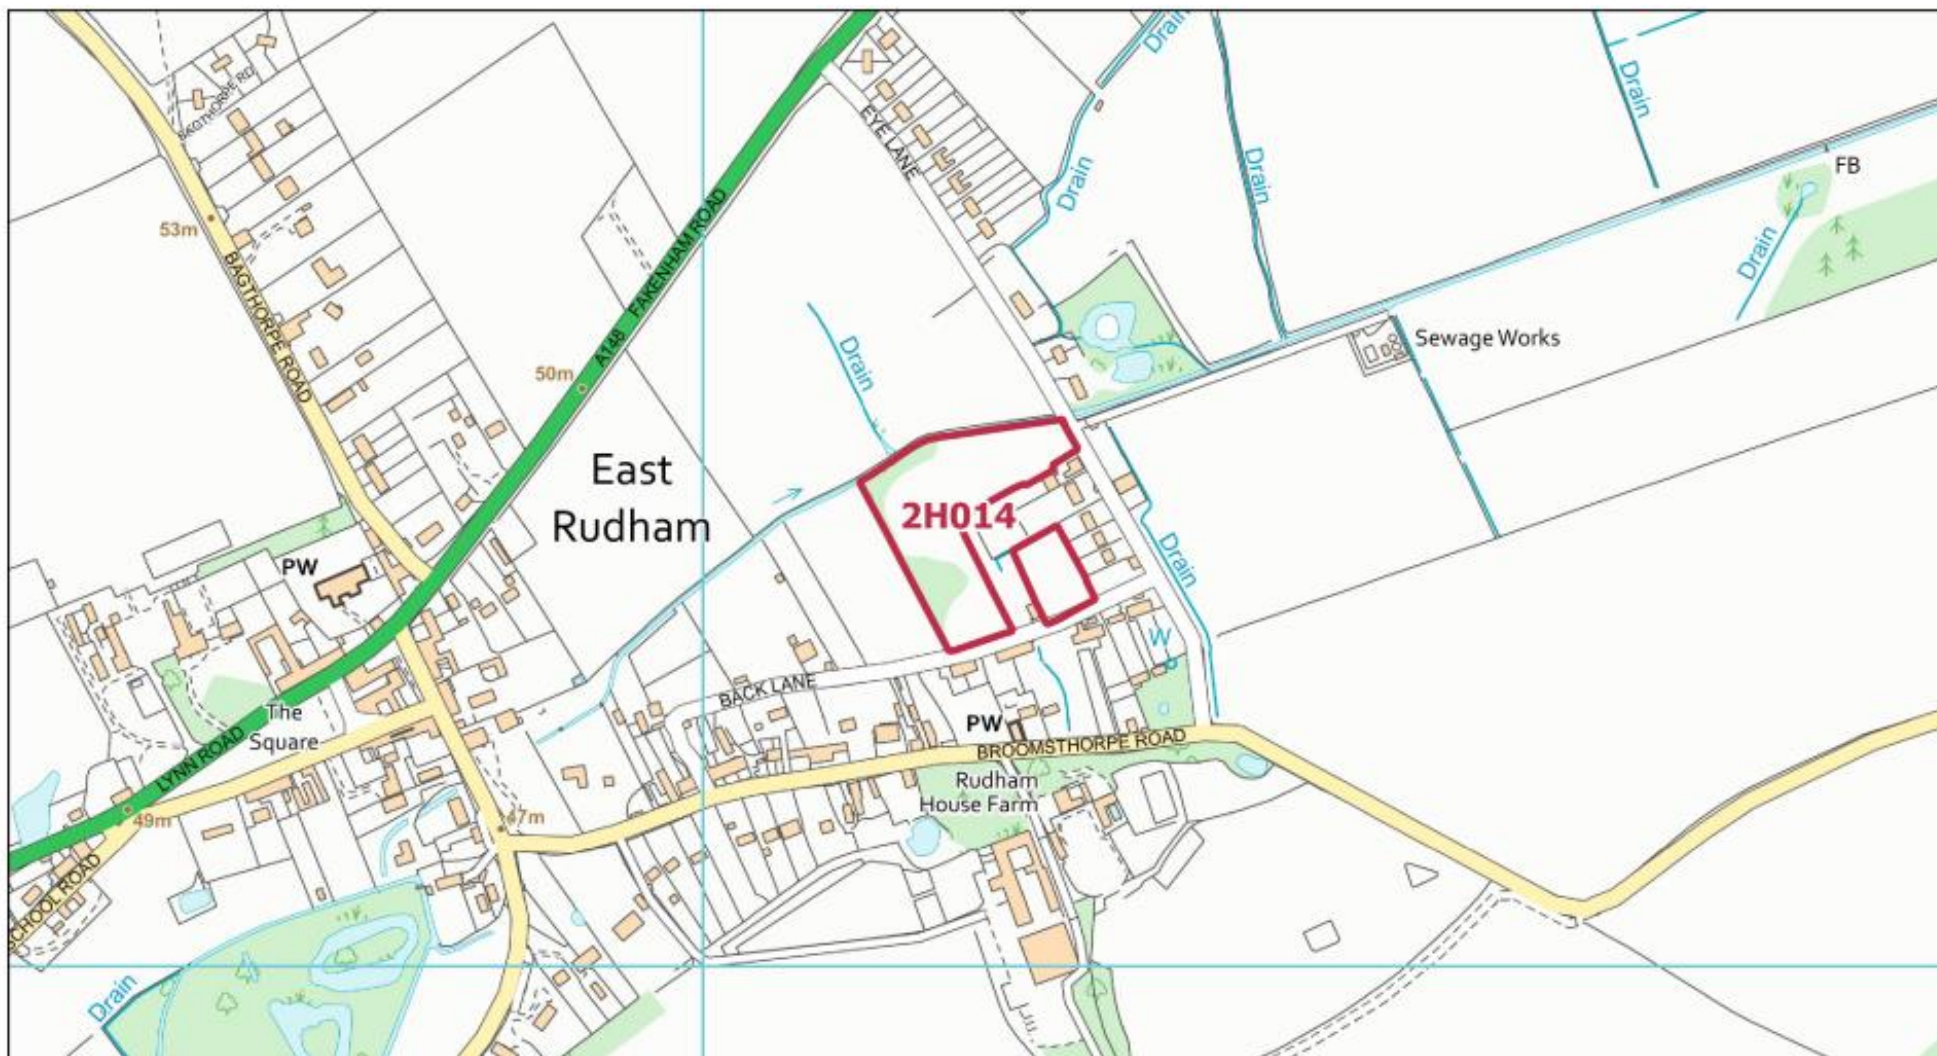 Drain
BAGTHORPE RD
Drain
FB
EYE LANE
Drain
Drain
53m
FAKENHAM ROAD
Drain
BAGTHORPE ROAD
A148
Sewage Works
Drain
50m
East
Rudham
2H014
PW
Drain
W
BACK LANE
The
Square
PW
BROOMSTHORPE ROAD
LYNN ROAD
Rudham
House Farm
49m
47m
SCHOOL ROAD
Drain